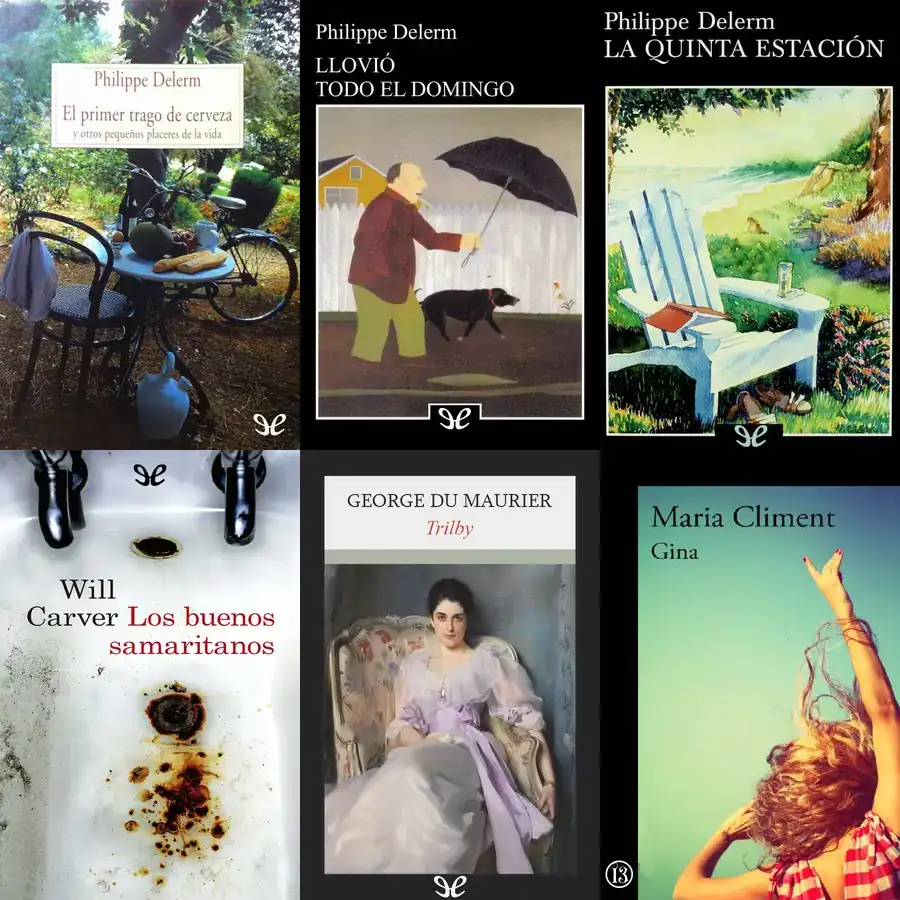 Philippe Delerm
El primer trago de cerveza
y otros pequeños placeres de la vida
Philippe Delerm
LLOVIÓ
TODO EL DOMINGO
Philippe Delerm
LA QUINTA ESTACIÓN
Will
Carver Los buenos
samaritanos
GEORGE DU MAURIER
Trilby
Maria Climent
Gina
13